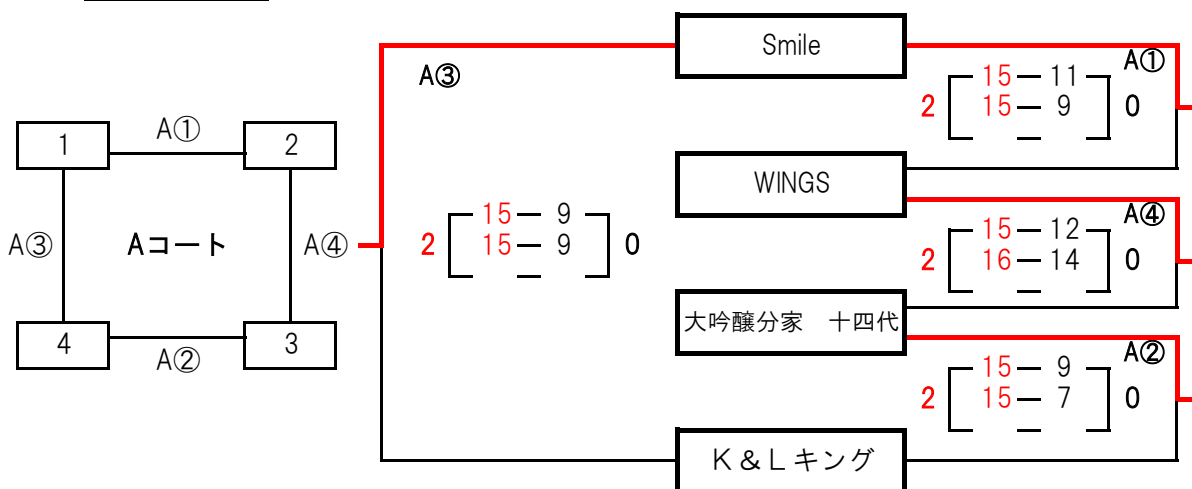 1
A①
2
A③
Aコート
A④
4
A②
3
A③
2
15 — 9
15 — 9
—
0
Smile
WINGS
大吟醸分家　十四代
K＆Lキング
A①
2
15 — 11
15 — 9
—
0
A④
2
15 — 12
16 — 14
—
0
A②
2
15 — 9
15 — 7
—
0